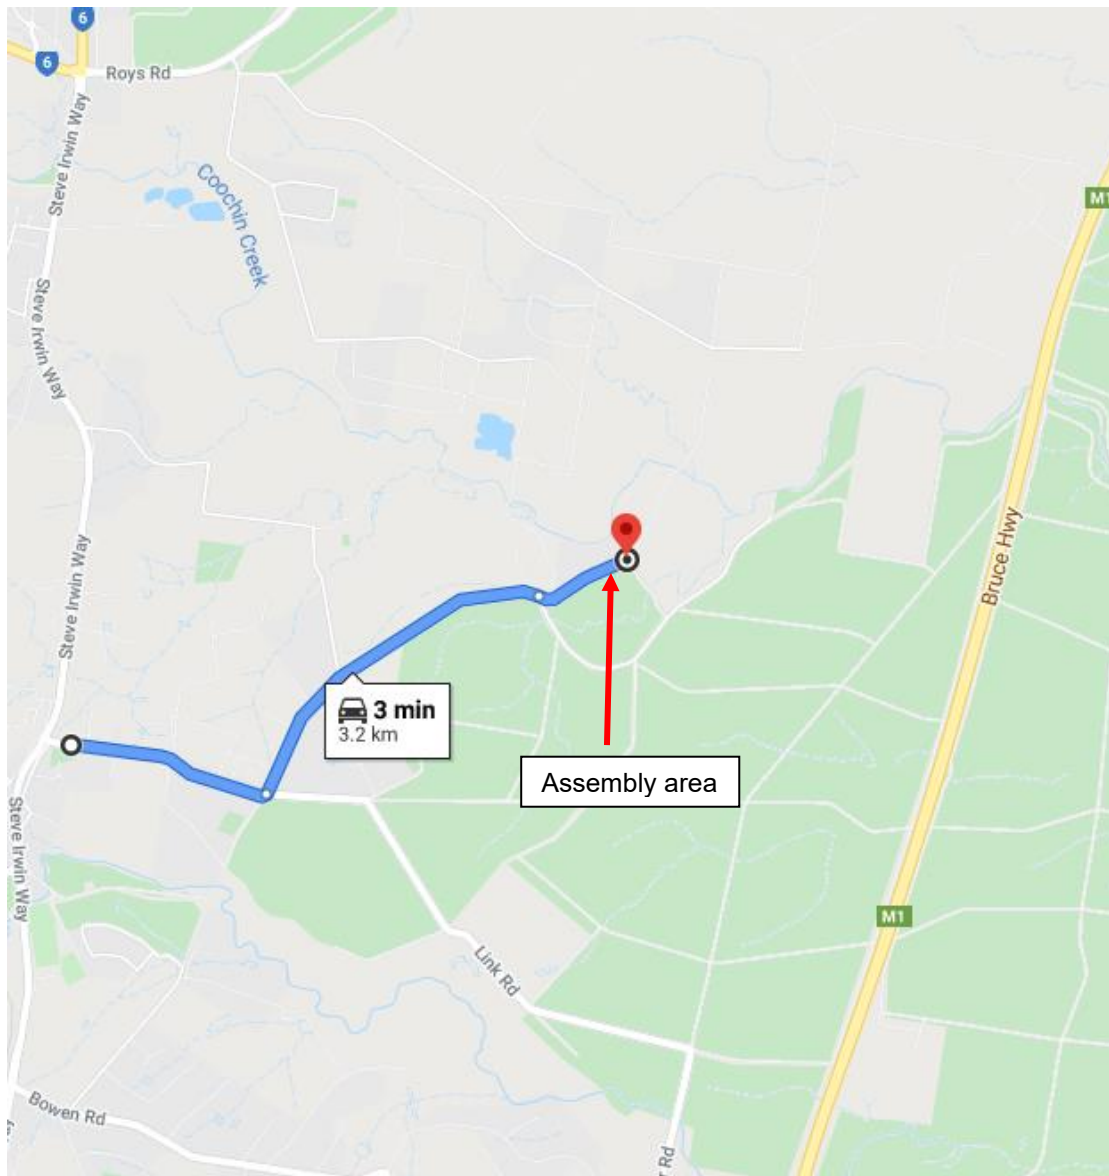 6
6
Roys Rd
Steve Irwin Way
Coochin Creek
M1
Steve Irwin Way
Bruce Hwy
Steve Irwin Way
3 min
3.2 km
Assembly area
Steve Irwin Way
M1
Link Rd
Bowen Rd
Rd